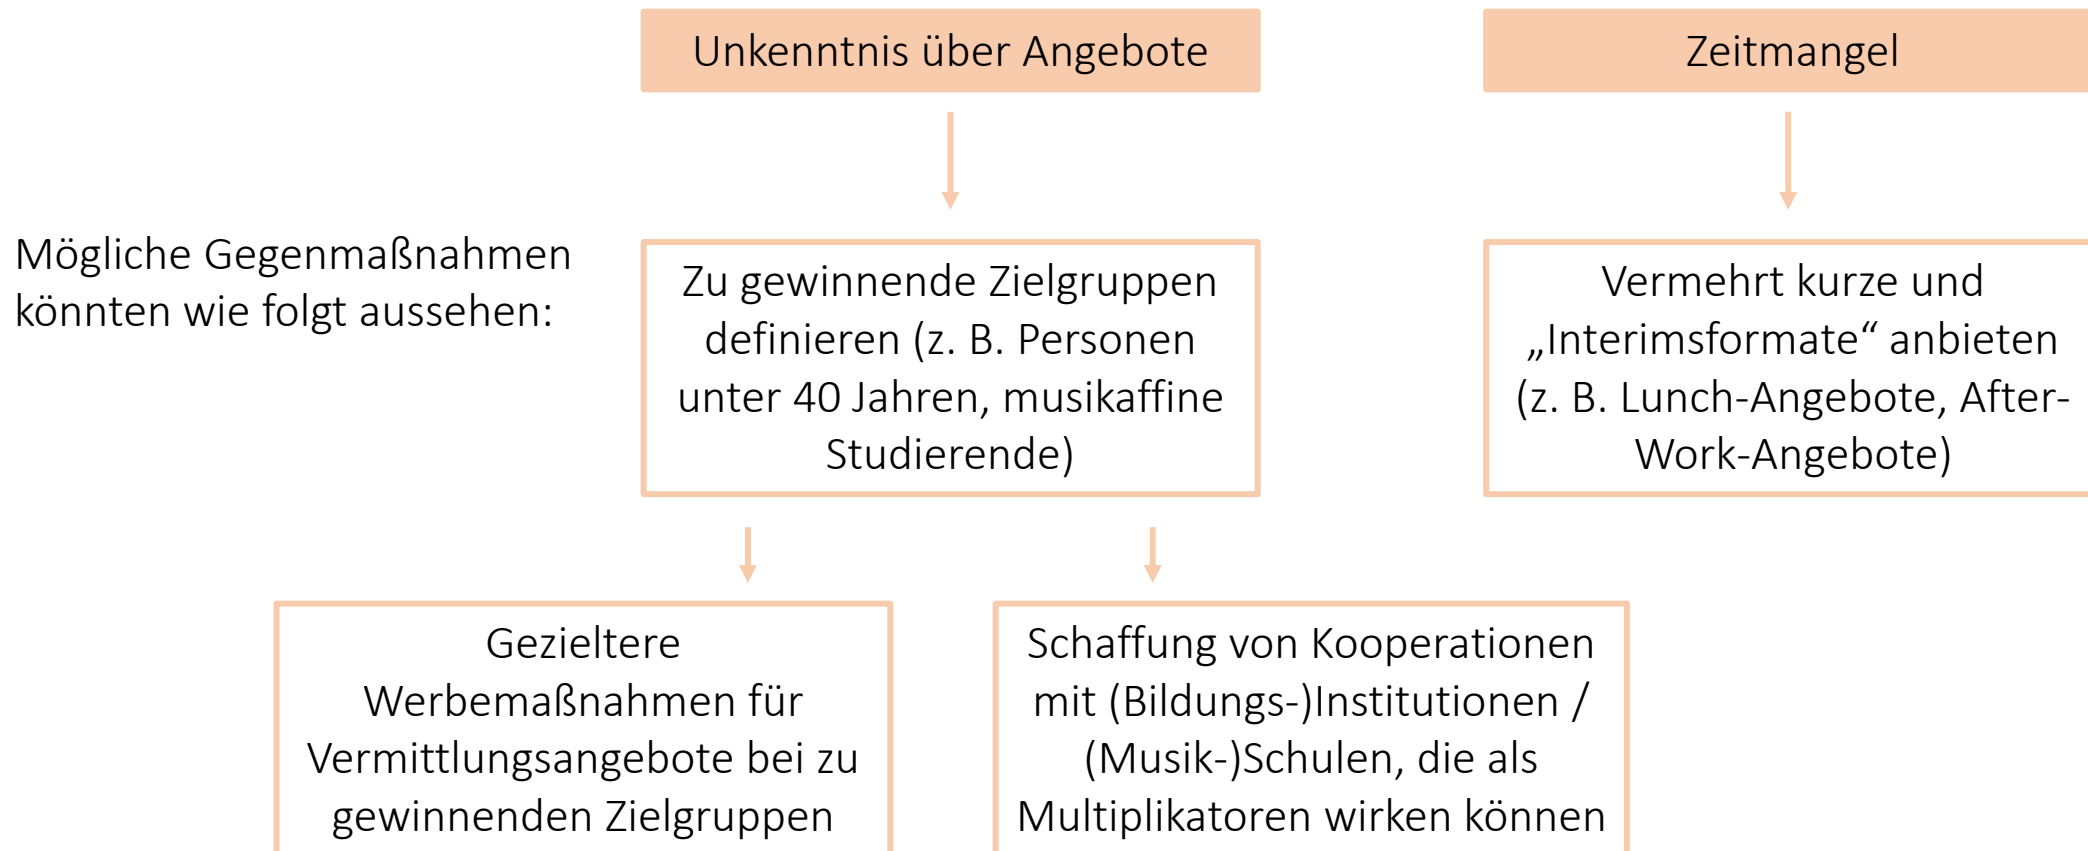 Unkenntnis über Angebote
Zeitmangel
Mögliche Gegenmaßnahmen
könnten wie folgt aussehen:
Zu gewinnende Zielgruppen
definieren (z. B. Personen
unter 40 Jahren, musikaffine
Studierende)
Vermehrt kurze und
„Interimsformate“ anbieten
(z. B. Lunch-Angebote, After-
Work-Angebote)
Gezieltere
Werbemaßnahmen für
Vermittlungsangebote bei zu
gewinnenden Zielgruppen
Schaffung von Kooperationen
mit (Bildungs-)Institutionen /
(Musik-)Schulen, die als
Multiplikatoren wirken können